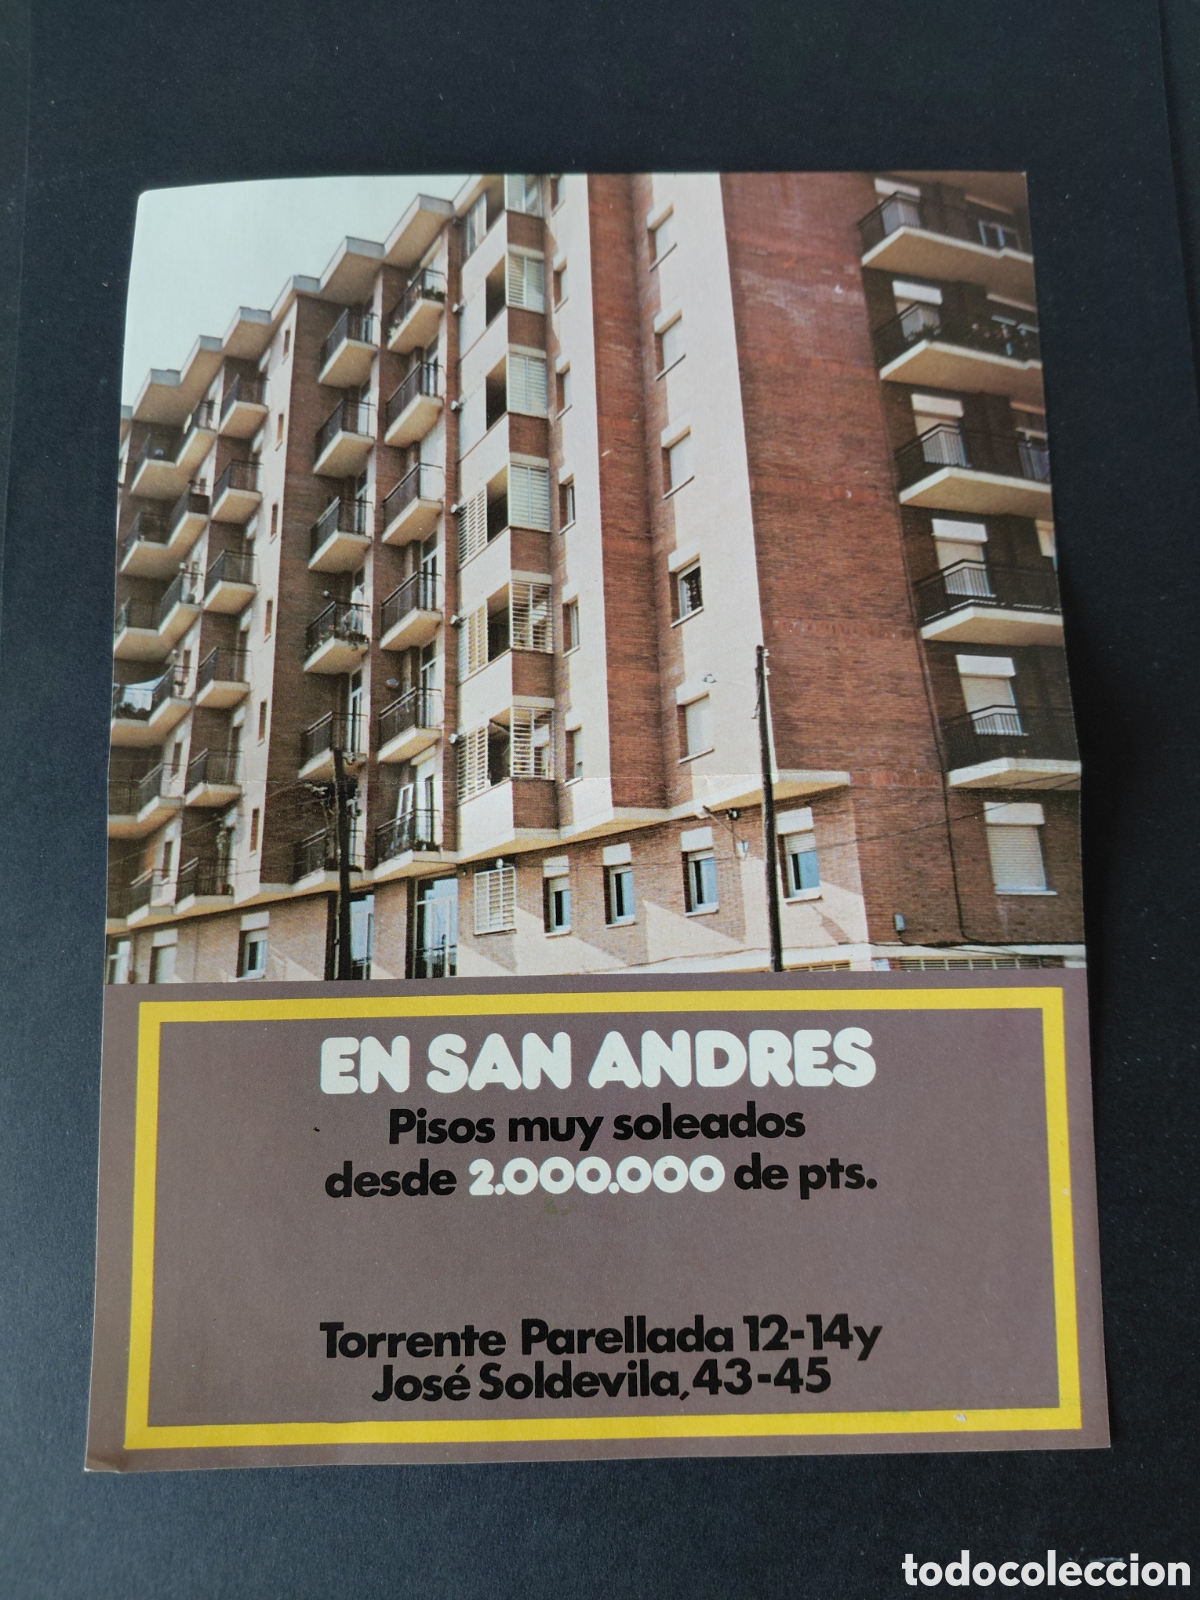 EN SAN ANDRES
Pisos muy soleados
desde 2.000.000 de pts.
Torrente Parellada 12-14 y
José Soldevila, 43-45
todocoleccion